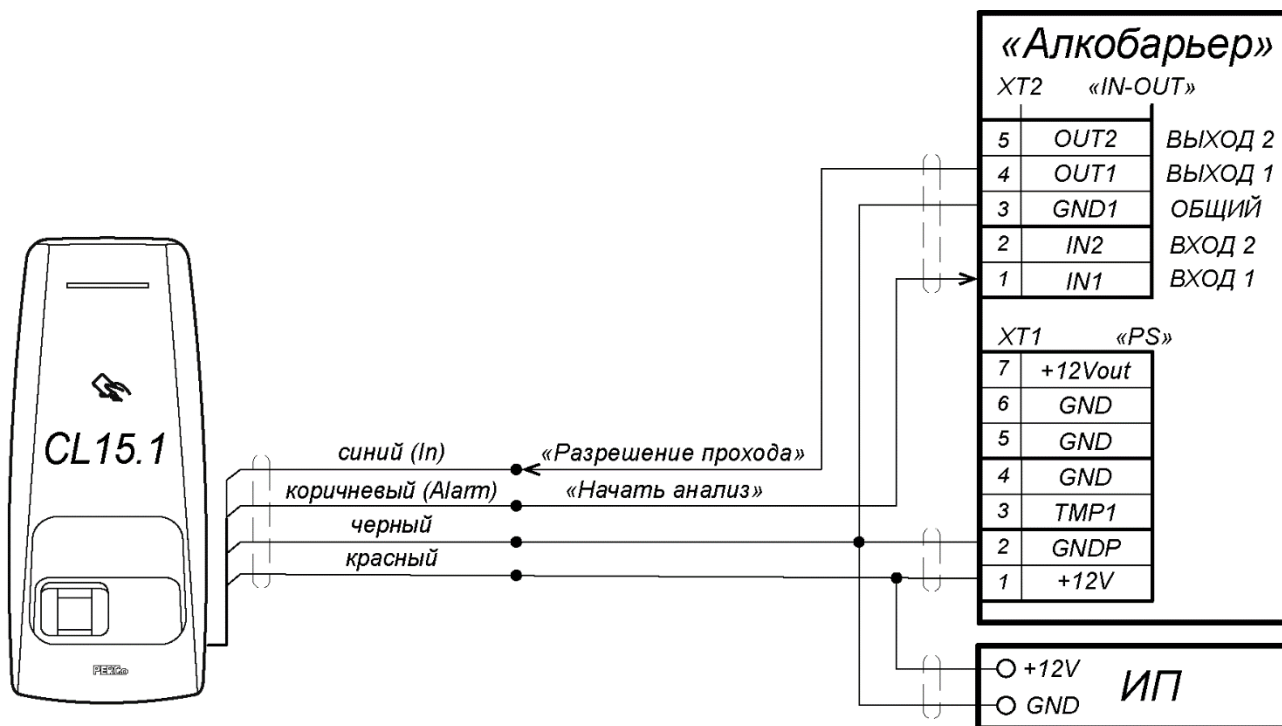 «Алкобарьер»
XT2 «IN-OUT»
5 OUT2 ВЫХОД 2
4 OUT1 ВЫХОД 1
3 GND1 ОБЩИЙ
2 IN2 ВХОД 2
1 IN1 ВХОД 1
XT1 «PS»
7 +12Vout
6 GND
5 GND
4 GND
3 TMP1
2 GNDP
1 +12V
CL15.1
PERCo
синий (In) «Разрешение прохода»
коричневый (Alarm) «Начать анализ»
черный
красный
+12V
GND
ИП